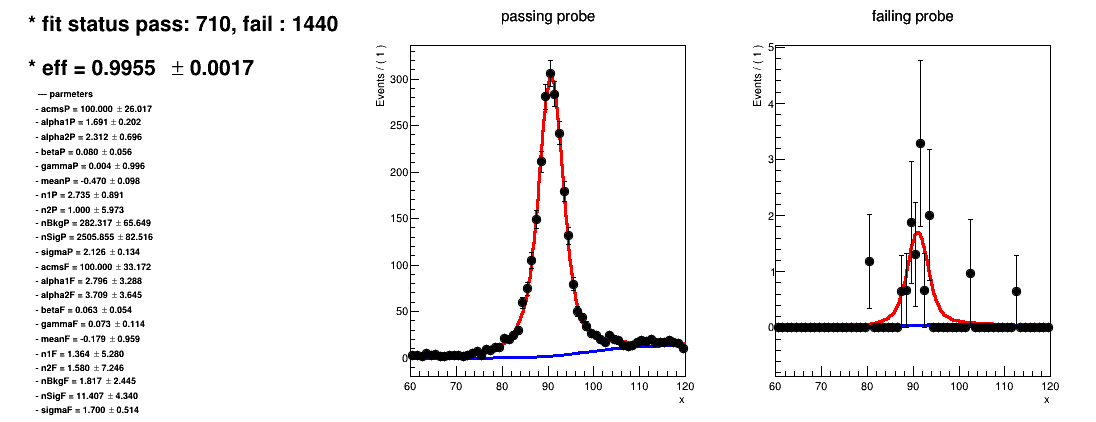 * fit status pass: 710, fail : 1440
* eff = 0.9955 ± 0.0017
--- parmeters
- acmsP = 100.000 ± 26.017
- alpha1P = 1.691 ± 0.202
- alpha2P = 2.312 ± 0.696
- betaP = 0.080 ± 0.056
- gammaP = 0.004 ± 0.996
- meanP = -0.470 ± 0.098
- n1P = 2.735 ± 0.891
- n2P = 1.000 ± 5.973
- nBkgP = 282.317 ± 65.649
- nSigP = 2505.855 ± 82.516
- sigmaP = 2.126 ± 0.134
- acmsF = 100.000 ± 33.172
- alpha1F = 2.796 ± 3.288
- alpha2F = 3.709 ± 3.645
- betaF = 0.063 ± 0.054
- gammaF = 0.073 ± 0.114
- meanF = -0.179 ± 0.959
- n1F = 1.364 ± 5.280
- n2F = 1.580 ± 7.246
- nBkgF = 1.817 ± 2.445
- nSigF = 11.407 ± 4.340
- sigmaF = 1.700 ± 0.514
passing probe
Events / ( 1 )
300
250
200
150
100
50
0
60 70 80 90 100 110 120
x
failing probe
Events / ( 1 )
5
4
3
2
1
0
60 70 80 90 100 110 120
x